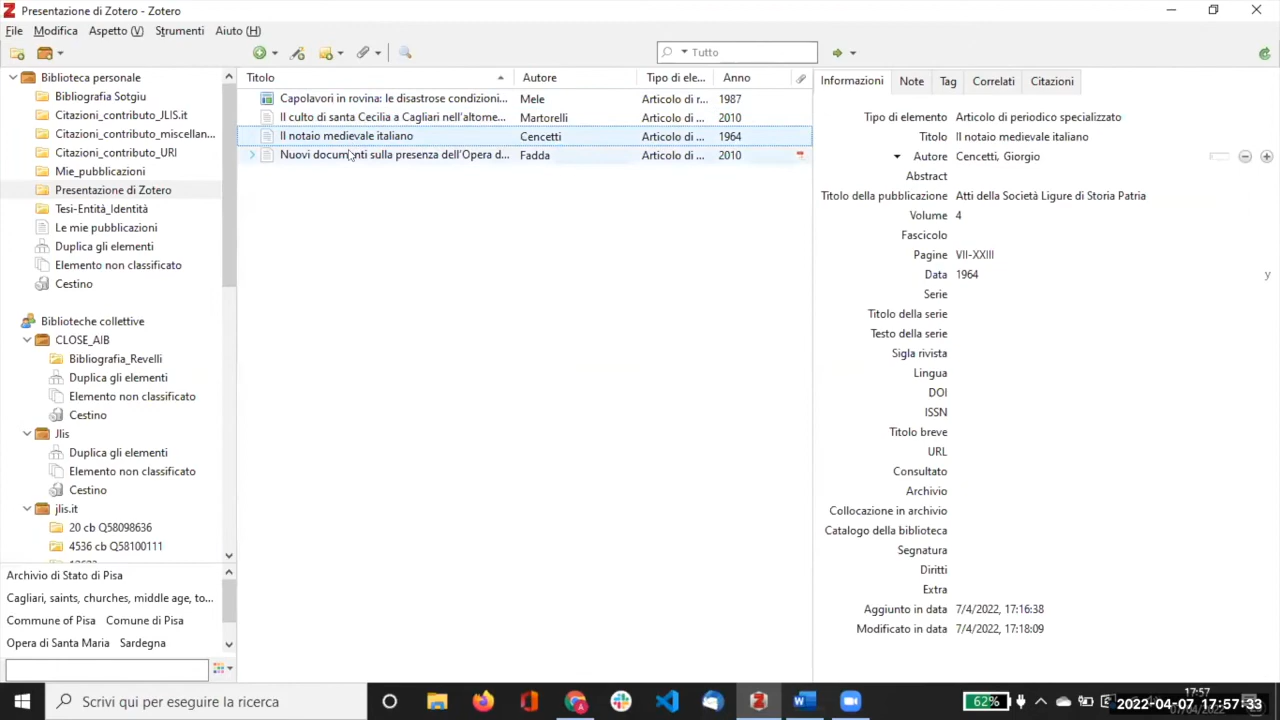 Presentazione di Zotero - Zotero
File Modifica Aspetto (V) Strumenti Aiuto (H)
Tutto
Biblioteca personale
Bibliografia Sotgiu
Citazioni_contributo_JLIS.it
Citazioni_contributo_miscellan...
Citazioni_contributo_URI
Mie_pubblicazioni
Presentazione di Zotero
Tesi-Entità_Identità
Le mie pubblicazioni
Duplica gli elementi
Elemento non classificato
Cestino
Biblioteche collettive
CLOSE_AIB
Bibliografia_Revelli
Duplica gli elementi
Elemento non classificato
Cestino
Jlis
Duplica gli elementi
Elemento non classificato
Cestino
jlis.it
20 cb Q58098636
4536 cb Q58100111
Archivio di Stato di Pisa
Cagliari, saints, churches, middle age, to...
Commune of Pisa Comune di Pisa
Opera di Santa Maria Sardegna
Titolo Autore Tipo di ele... Anno
Capolavori in rovina: le disastrose condizioni... Mele Articolo di r... 1987
Il culto di santa Cecilia a Cagliari nell'altome... Martorelli Articolo di ... 2010
Il notaio medievale italiano Cencetti Articolo di ... 1964
Nuovi documenti sulla presenza dell'Opera d... Fadda Articolo di ... 2010
Informazioni Note Tag Correlati Citazioni
Tipo di elemento Articolo di periodico specializzato
Titolo Il notaio medievale italiano
Autore Cencetti, Giorgio
Abstract
Titolo della pubblicazione Atti della Società Ligure di Storia Patria
Volume 4
Fascicolo
Pagine VII-XXIII
Data 1964 y
Serie
Titolo della serie
Testo della serie
Sigla rivista
Lingua
DOI
ISSN
Titolo breve
URL
Consultato
Archivio
Collocazione in archivio
Catalogo della biblioteca
Segnatura
Diritti
Extra
Aggiunto in data 7/4/2022, 17:16:38
Modificato in data 7/4/2022, 17:18:09
Scrivi qui per eseguire la ricerca
62%
17:57
2022-04-07, 17:57:33